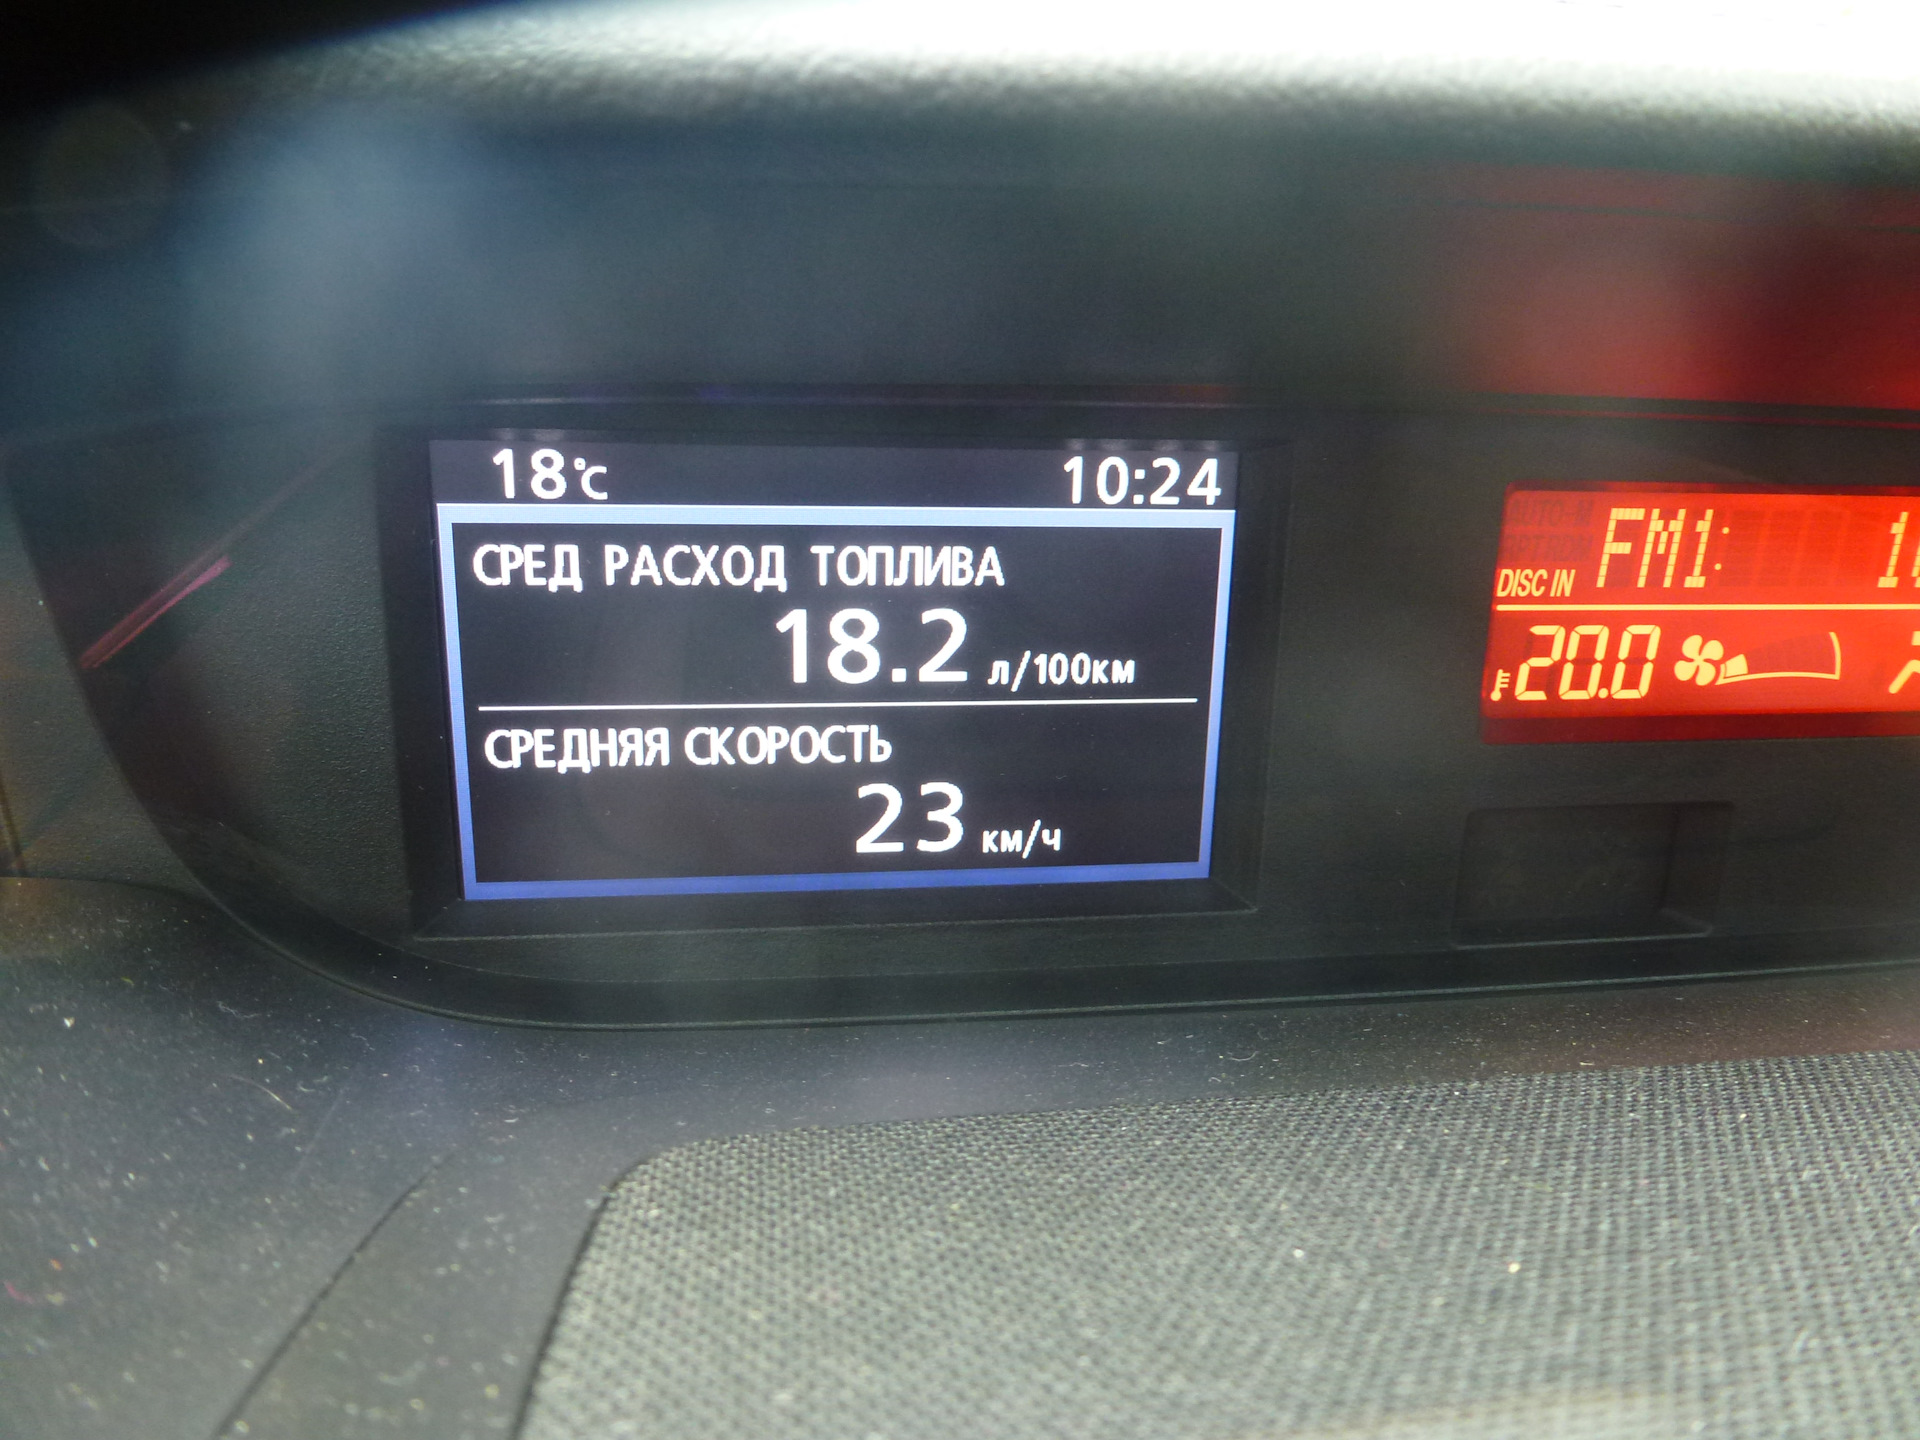 18°C 10:24
СРЕД РАСХОД ТОПЛИВА
18.2 л/100км
СРЕДНЯЯ СКОРОСТЬ
23 км/ч
FM1:
DISC IN
20.0